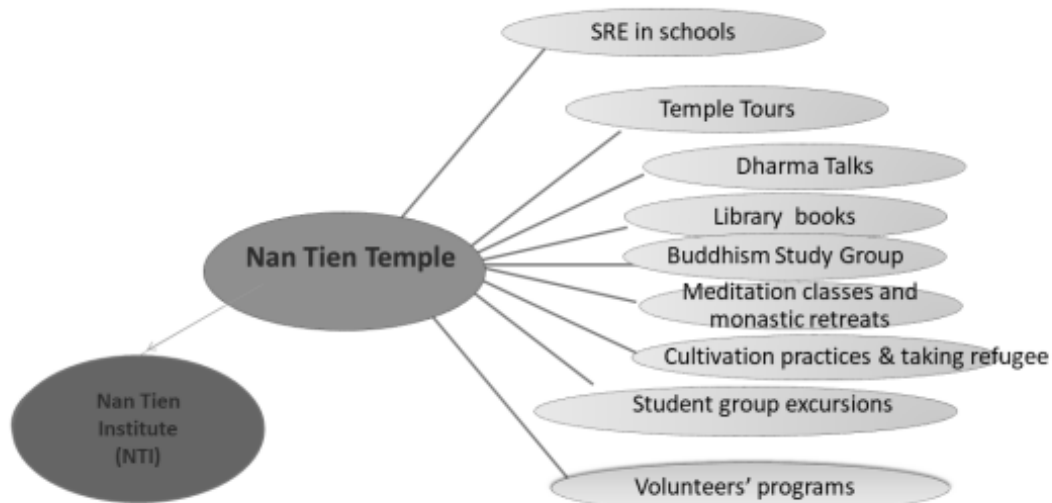 SRE in schools
Temple Tours
Dharma Talks
Library books
Nan Tien Temple
Buddhism Study Group
Meditation classes and
monastic retreats
Cultivation practices & taking refugee
Nan Tien
Institute
(NTI)
Student group excursions
Volunteers' programs